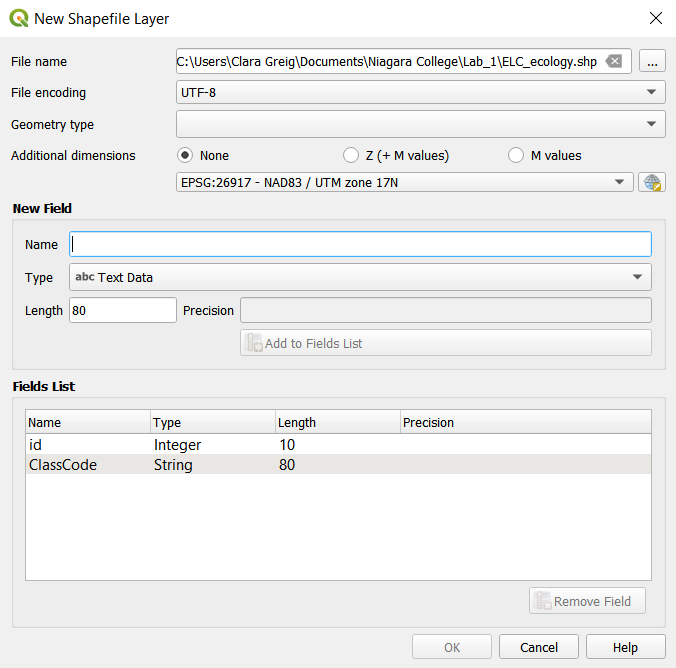 New Shapefile Layer
File name C:\Users\Clara Greig\Documents\Niagara College\Lab_1\ELC_ecology.shp ...
File encoding UTF-8
Geometry type
Additional dimensions None Z (+ M values) M values
EPSG:26917 - NAD83 / UTM zone 17N
New Field
Name
Type abc Text Data
Length 80 Precision
Add to Fields List
Fields List
Name Type Length Precision
id Integer 10
ClassCode String 80
Remove Field
OK Cancel Help